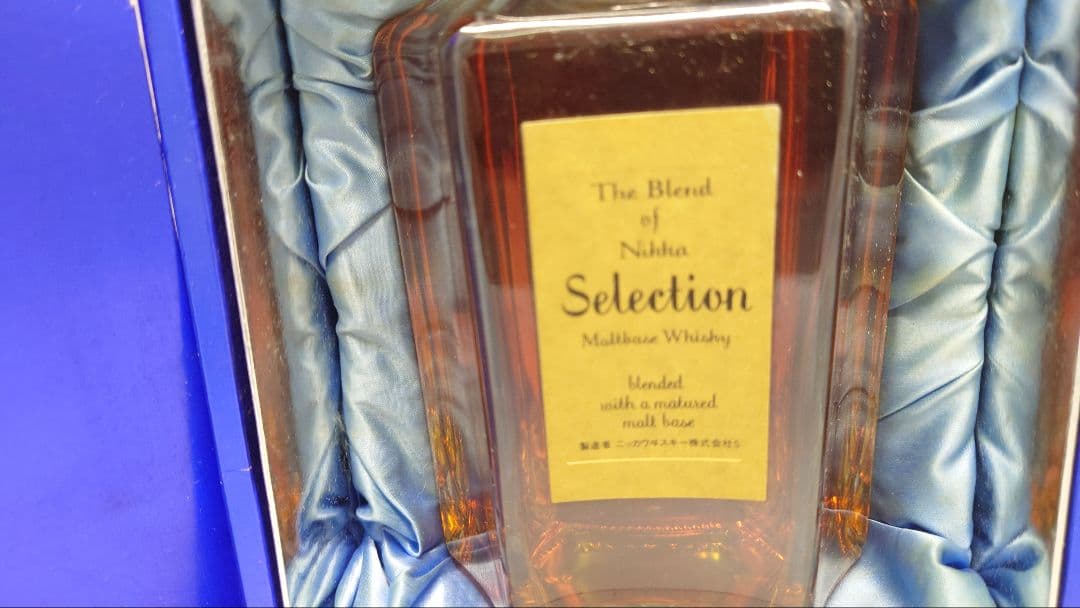 The Blend
of
Nikka
Selection
Maltbase Whisky
blended
with a matured
malt base
製造者 ニッカウヰスキー株式会社S